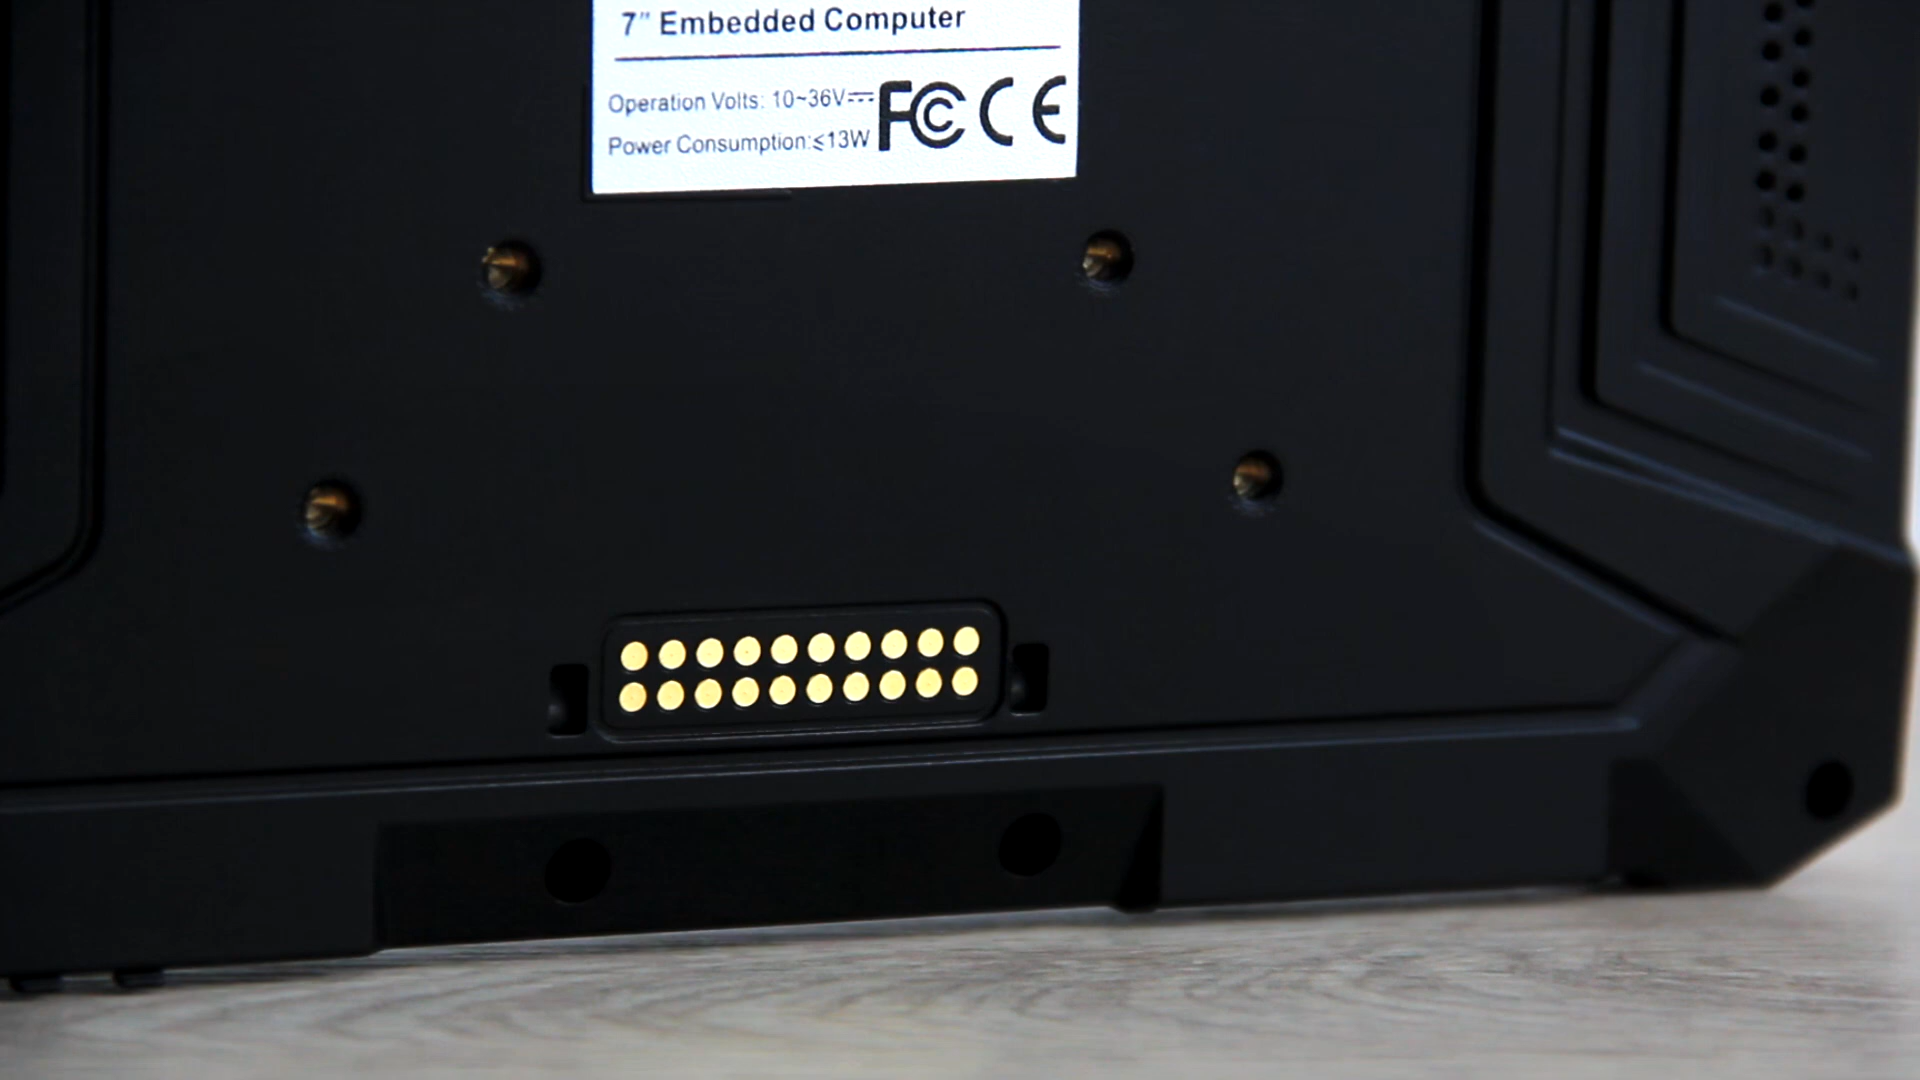 7" Embedded Computer
Operation Volts: 10~36V⎓
Power Consumption:≤13W
FC CE